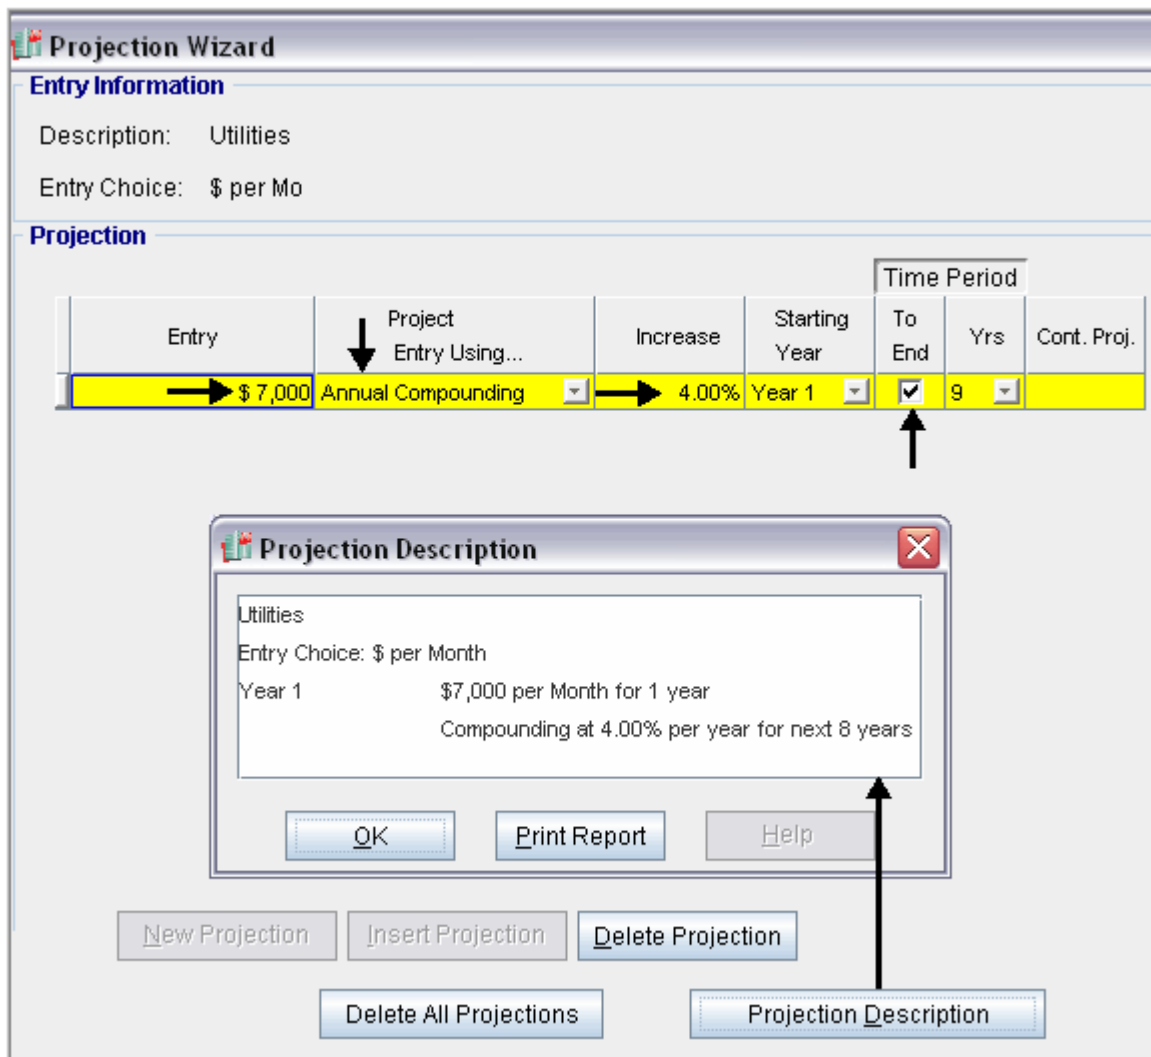 Projection Wizard
Entry Information
Description: Utilities
Entry Choice: $ per Mo
Projection
Time Period
Entry Project Entry Using... Increase Starting Year To End Yrs Cont. Proj.
$ 7,000 Annual Compounding 4.00% Year 1 9
Projection Description
Utilities
Entry Choice: $ per Month
Year 1 $7,000 per Month for 1 year
Compounding at 4.00% per year for next 8 years
OK Print Report Help
New Projection Insert Projection Delete Projection
Delete All Projections Projection Description